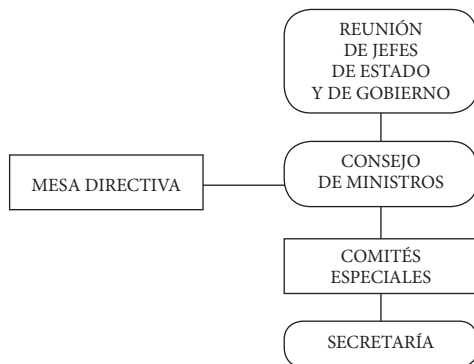 REUNIÓN
DE JEFES
DE ESTADO
Y DE GOBIERNO
MESA DIRECTIVA
CONSEJO
DE MINISTROS
COMITÉS
ESPECIALES
SECRETARÍA